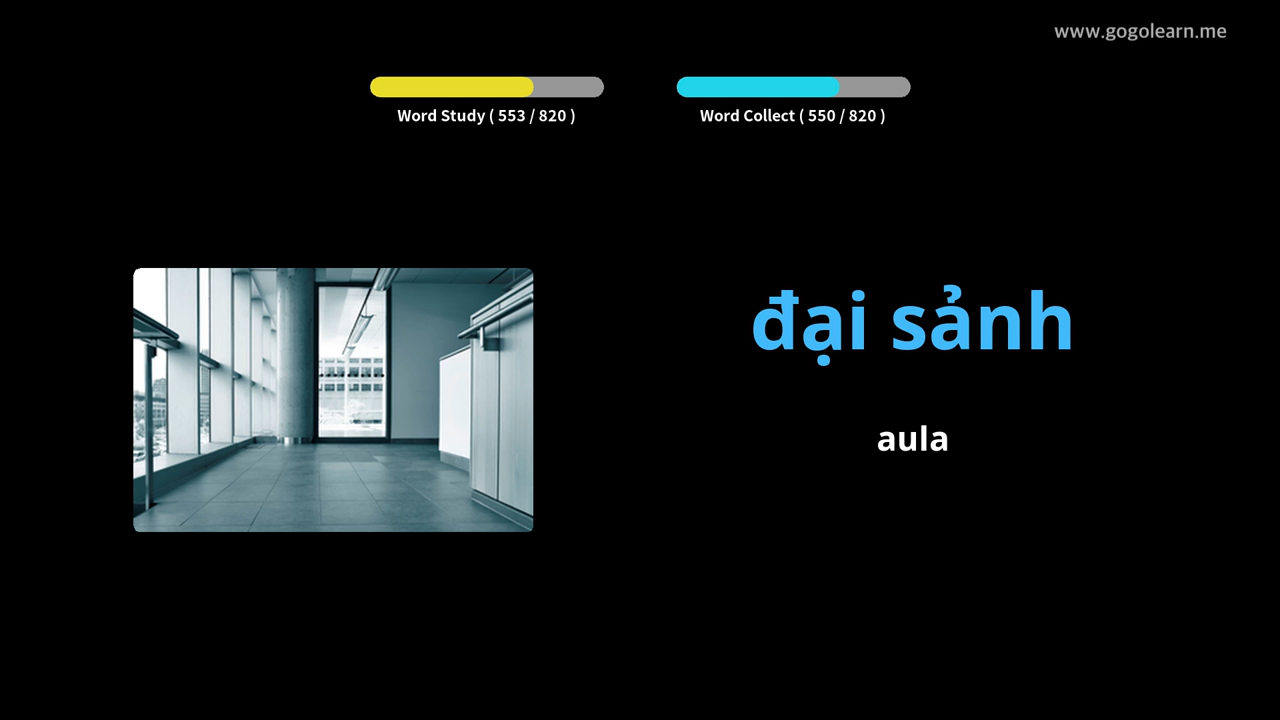 www.gogolearn.me
Word Study ( 553 / 820 )
Word Collect ( 550 / 820 )
đại sảnh
aula